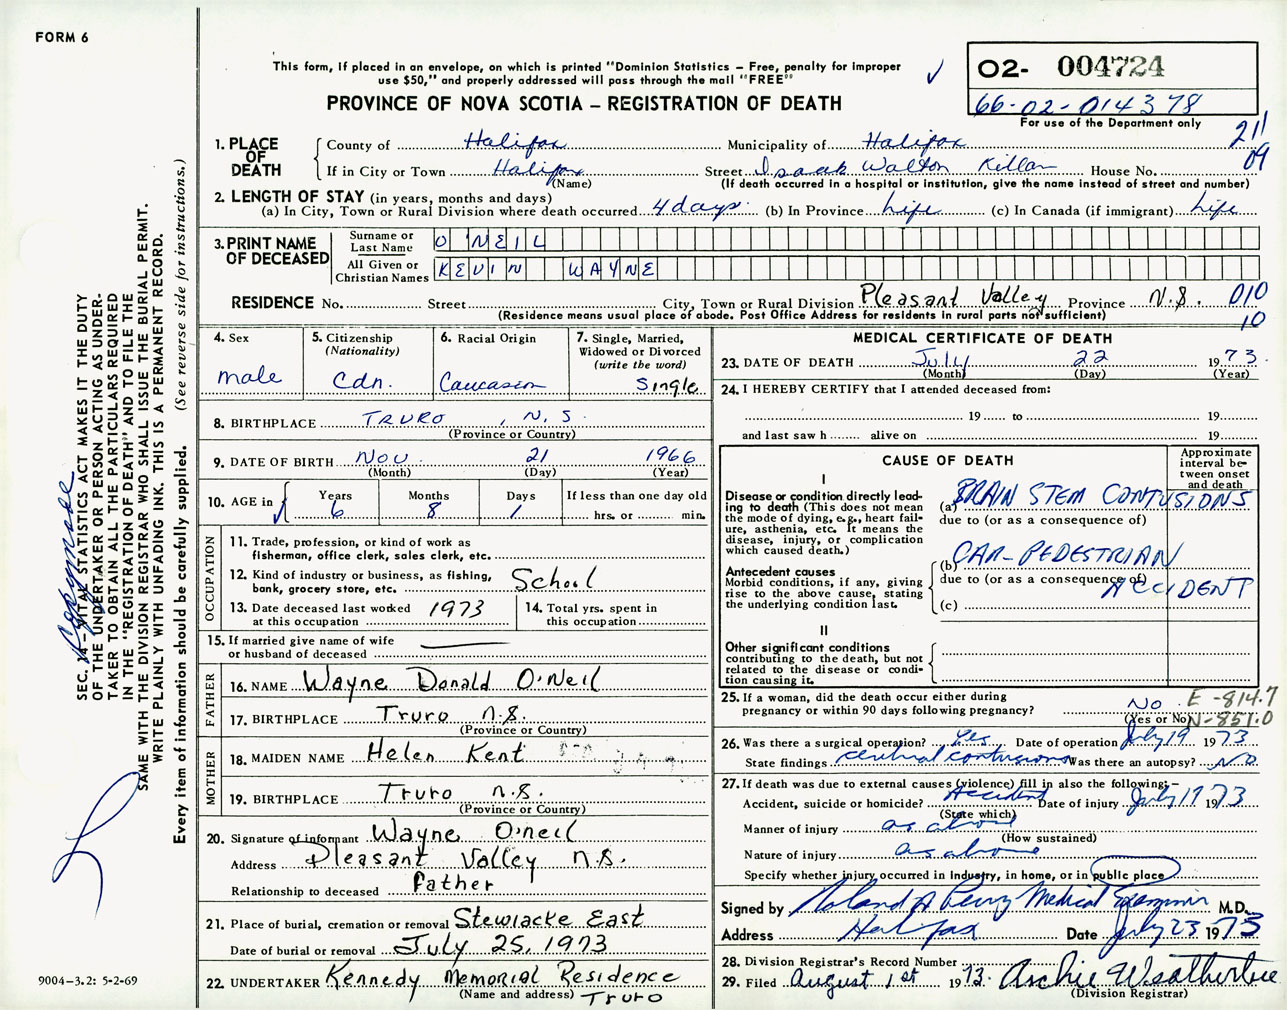 FORM 6
This form, if placed in an envelope, on which is printed "Dominion Statistics – Free, penalty for improper
use $50," and properly addressed will pass through the mail "FREE"
PROVINCE OF NOVA SCOTIA – REGISTRATION OF DEATH
02- 004724
66-02-014378
For use of the Department only
211
09
1. PLACE OF DEATH
County of Halifax Municipality of Halifax
If in City or Town Halifax Street Isaak Walton Killam House No.
(Name) (If death occurred in a hospital or institution, give the name instead of street and number)
2. LENGTH OF STAY (in years, months and days)
(a) In City, Town or Rural Division where death occurred 4 days (b) In Province Life (c) In Canada (if immigrant) Life
3. PRINT NAME OF DECEASED
Surname or Last Name O NEIL
All Given or Christian Names KEVIN WAYNE
RESIDENCE No. Street City, Town or Rural Division Pleasant Valley Province N.S. 010
(Residence means usual place of abode. Post Office Address for residents in rural parts not sufficient) 10
4. Sex
male
5. Citizenship
(Nationality)
Cdn.
6. Racial Origin
Caucasion
7. Single, Married,
Widowed or Divorced
(write the word)
Single
8. BIRTHPLACE TRURO, N.S
(Province or Country)
9. DATE OF BIRTH Nov 21 1966
(Month) (Day) (Year)
10. AGE in
Years Months Days If less than one day old
6 8 1 hrs. or min.
OCCUPATION
11. Trade, profession, or kind of work as
fisherman, office clerk, sales clerk, etc.
12. Kind of industry or business, as fishing,
bank, grocery store, etc. School
13. Date deceased last worked
at this occupation 1973
14. Total yrs. spent in
this occupation
15. If married give name of wife
or husband of deceased
FATHER
16. NAME Wayne Donald O'Neil
17. BIRTHPLACE Truro N.S.
(Province or Country)
MOTHER
18. MAIDEN NAME Helen Kent
19. BIRTHPLACE Truro N.S.
(Province or Country)
20. Signature of informant Wayne O'neil
Address Pleasant Valley N.S.
Relationship to deceased Father
21. Place of burial, cremation or removal Stewiacke East
Date of burial or removal July 25, 1973
22. UNDERTAKER Kennedy Memorial Residence
(Name and address) Truro
MEDICAL CERTIFICATE OF DEATH
23. DATE OF DEATH July 22 1973.
(Month) (Day) (Year)
24. I HEREBY CERTIFY that I attended deceased from:
19 to 19
and last saw h alive on 19
CAUSE OF DEATH
Approximate
interval be-
tween onset
and death
I
Disease or condition directly lead-
ing to death (This does not mean
the mode of dying, e.g., heart fail-
ure, asthenia, etc. It means the
disease, injury, or complication
which caused death.)
(a) BRAIN STEM CONTUSIONS
due to (or as a consequence of)
Antecedent causes
Morbid conditions, if any, giving
rise to the above cause, stating
the underlying condition last.
(b) CAR-PEDESTRIAN
due to (or as a consequence of)
ACCIDENT
(c)
II
Other significant conditions
contributing to the death, but not
related to the disease or condi-
tion causing it.
25. If a woman, did the death occur either during
pregnancy or within 90 days following pregnancy? No
(Yes or No)
E-814.7
N-851.0
26. Was there a surgical operation? Yes Date of operation July 19 1973
State findings contusions Was there an autopsy? No
27. If death was due to external causes (violence) fill in also the following:–
Accident, suicide or homicide? Accident Date of injury July 19 1973
(State which)
Manner of injury as above
(How sustained)
Nature of injury as above
Specify whether injury occurred in industry, in home, or in public place
Signed by Roland A Perry Medical Examiner M.D.
Address Halifax Date July 23 1973
28. Division Registrar's Record Number
29. Filed August 1st 1973. Archie Weatherbee
(Division Registrar)
SEC. 14 – VITAL STATISTICS ACT MAKES IT THE DUTY
OF THE UNDERTAKER OR PERSON ACTING AS UNDER-
TAKER TO OBTAIN ALL THE PARTICULARS REQUIRED
IN THE "REGISTRATION OF DEATH" AND TO FILE THE
SAME WITH THE DIVISION REGISTRAR WHO SHALL ISSUE THE BURIAL PERMIT.
WRITE PLAINLY WITH UNFADING INK. THIS IS A PERMANENT RECORD.
Every item of information should be carefully supplied. (See reverse side for instructions.)
9004–3.2: 5-2-69